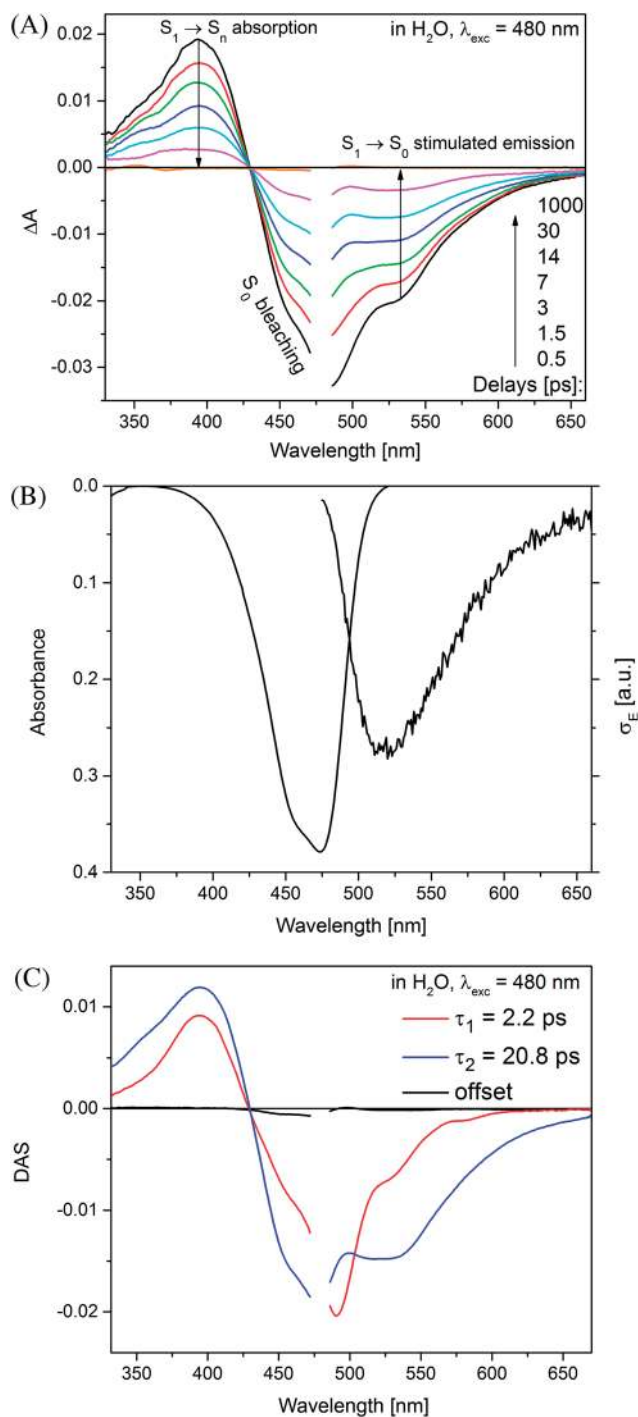 (A)
S₁ → Sₙ absorption
in H₂O, λₑₓ꜀ = 480 nm
S₁ → S₀ stimulated emission
S₀ bleaching
1000
30
14
7
3
1.5
0.5
Delays [ps]:
0.02
0.01
0.00
-0.01
-0.02
-0.03
ΔA
350 400 450 500 550 600 650
Wavelength [nm]
(B)
0.0
0.1
0.2
0.3
0.4
Absorbance
σ_E [a.u.]
350 400 450 500 550 600 650
Wavelength [nm]
(C)
in H₂O, λₑₓ꜀ = 480 nm
τ₁ = 2.2 ps
τ₂ = 20.8 ps
offset
0.01
0.00
-0.01
-0.02
DAS
350 400 450 500 550 600 650
Wavelength [nm]